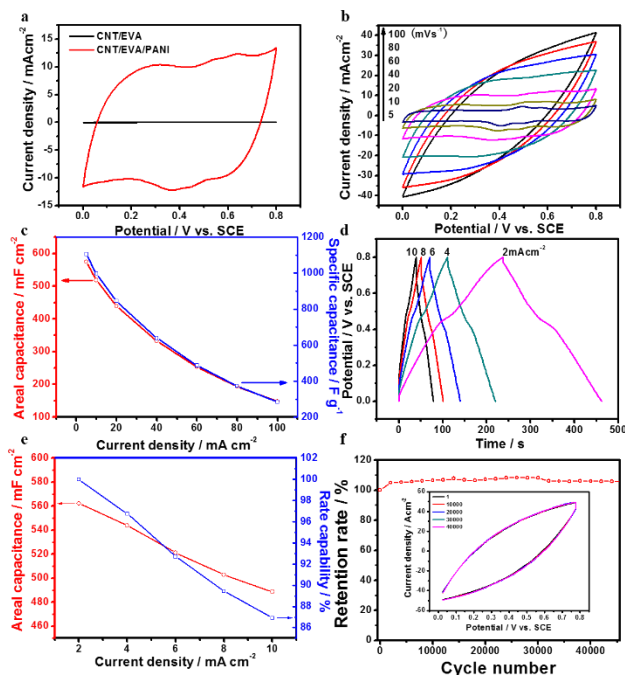 a
CNT/EVA
CNT/EVA/PANI
15
10
5
0
-5
-10
-15
0.0 0.2 0.4 0.6 0.8
Current density / mAcm⁻²
Potential / V vs. SCE
b
100 (mVs⁻¹)
80
60
40
20
10
5
50
40
30
20
10
0
-10
-20
-30
-40
0.0 0.2 0.4 0.6 0.8
Current density / mAcm⁻²
Potential / V vs. SCE
c
600
500
400
300
200
100
1200
1100
1000
900
800
700
600
500
400
300
200
0 20 40 60 80 100
Areal capacitance / mF cm⁻²
Specific capacitance / F g⁻¹
Current density / mA cm⁻²
d
10 8 6 4 2mAcm⁻²
0.8
0.6
0.4
0.2
0.0
0 100 200 300 400 500
Potential / V vs. SCE
Time / s
e
600
580
560
540
520
500
480
460
102
100
98
96
94
92
90
88
86
2 4 6 8 10
Areal capacitance / mF cm⁻²
Rate capability / %
Current density / mA cm⁻²
f
120
100
80
60
40
20
0
0 10000 20000 30000 40000
Retention rate / %
Cycle number
1
10000
20000
30000
40000
60
40
20
0
-20
-40
-60
0.0 0.1 0.2 0.3 0.4 0.5 0.6 0.7 0.8
Current density / Acm⁻²
Potential / V vs. SCE